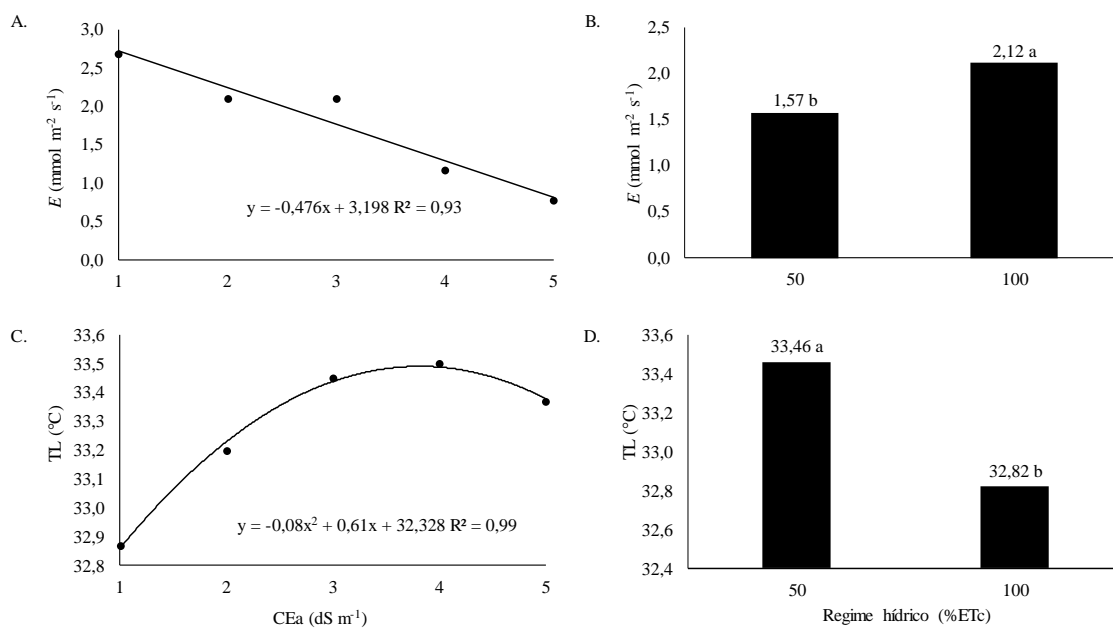 A.
E (mmol m-2 s-1)
3,0
2,5
2,0
1,5
1,0
0,5
0,0
y = -0,476x + 3,198 R² = 0,93
1 2 3 4 5
B.
E (mmol m-2 s-1)
2,5
2,0
1,5
1,0
0,5
0,0
1,57 b
2,12 a
50 100
C.
TL (°C)
33,6
33,5
33,4
33,3
33,2
33,1
33,0
32,9
32,8
y = -0,08x² + 0,61x + 32,328 R² = 0,99
1 2 3 4 5
CEa (dS m-1)
D.
TL (°C)
33,6
33,4
33,2
33,0
32,8
32,6
32,4
33,46 a
32,82 b
50 100
Regime hídrico (%ETc)